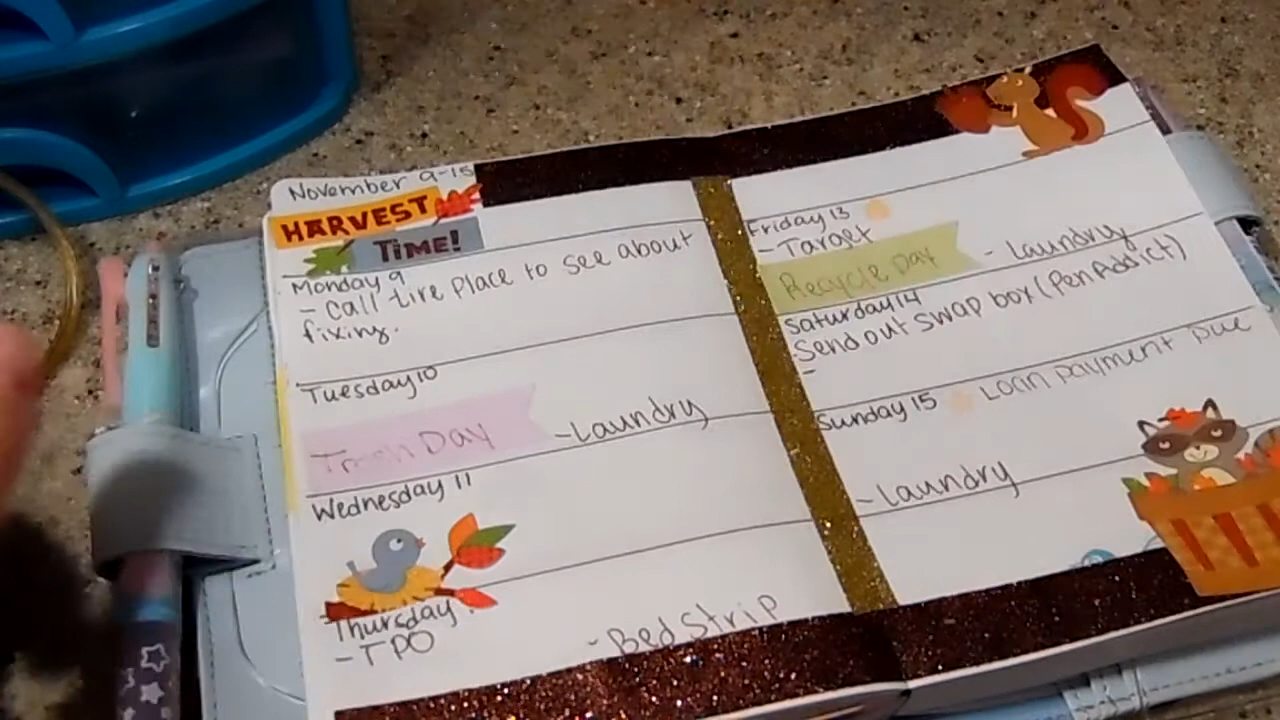 November 9-15
HARVEST
TIME!
Monday 9
- Call tire place to see about
fixing.
Tuesday 10
Trash Day
-Laundry
Wednesday 11
Thursday
-TPO
-Bed Strip
Friday 13
-Target
Recycle Day
- Laundry
Saturday 14
-Send out swap box (Pen Addict)
-
Sunday 15
Loan payment due
-Laundry